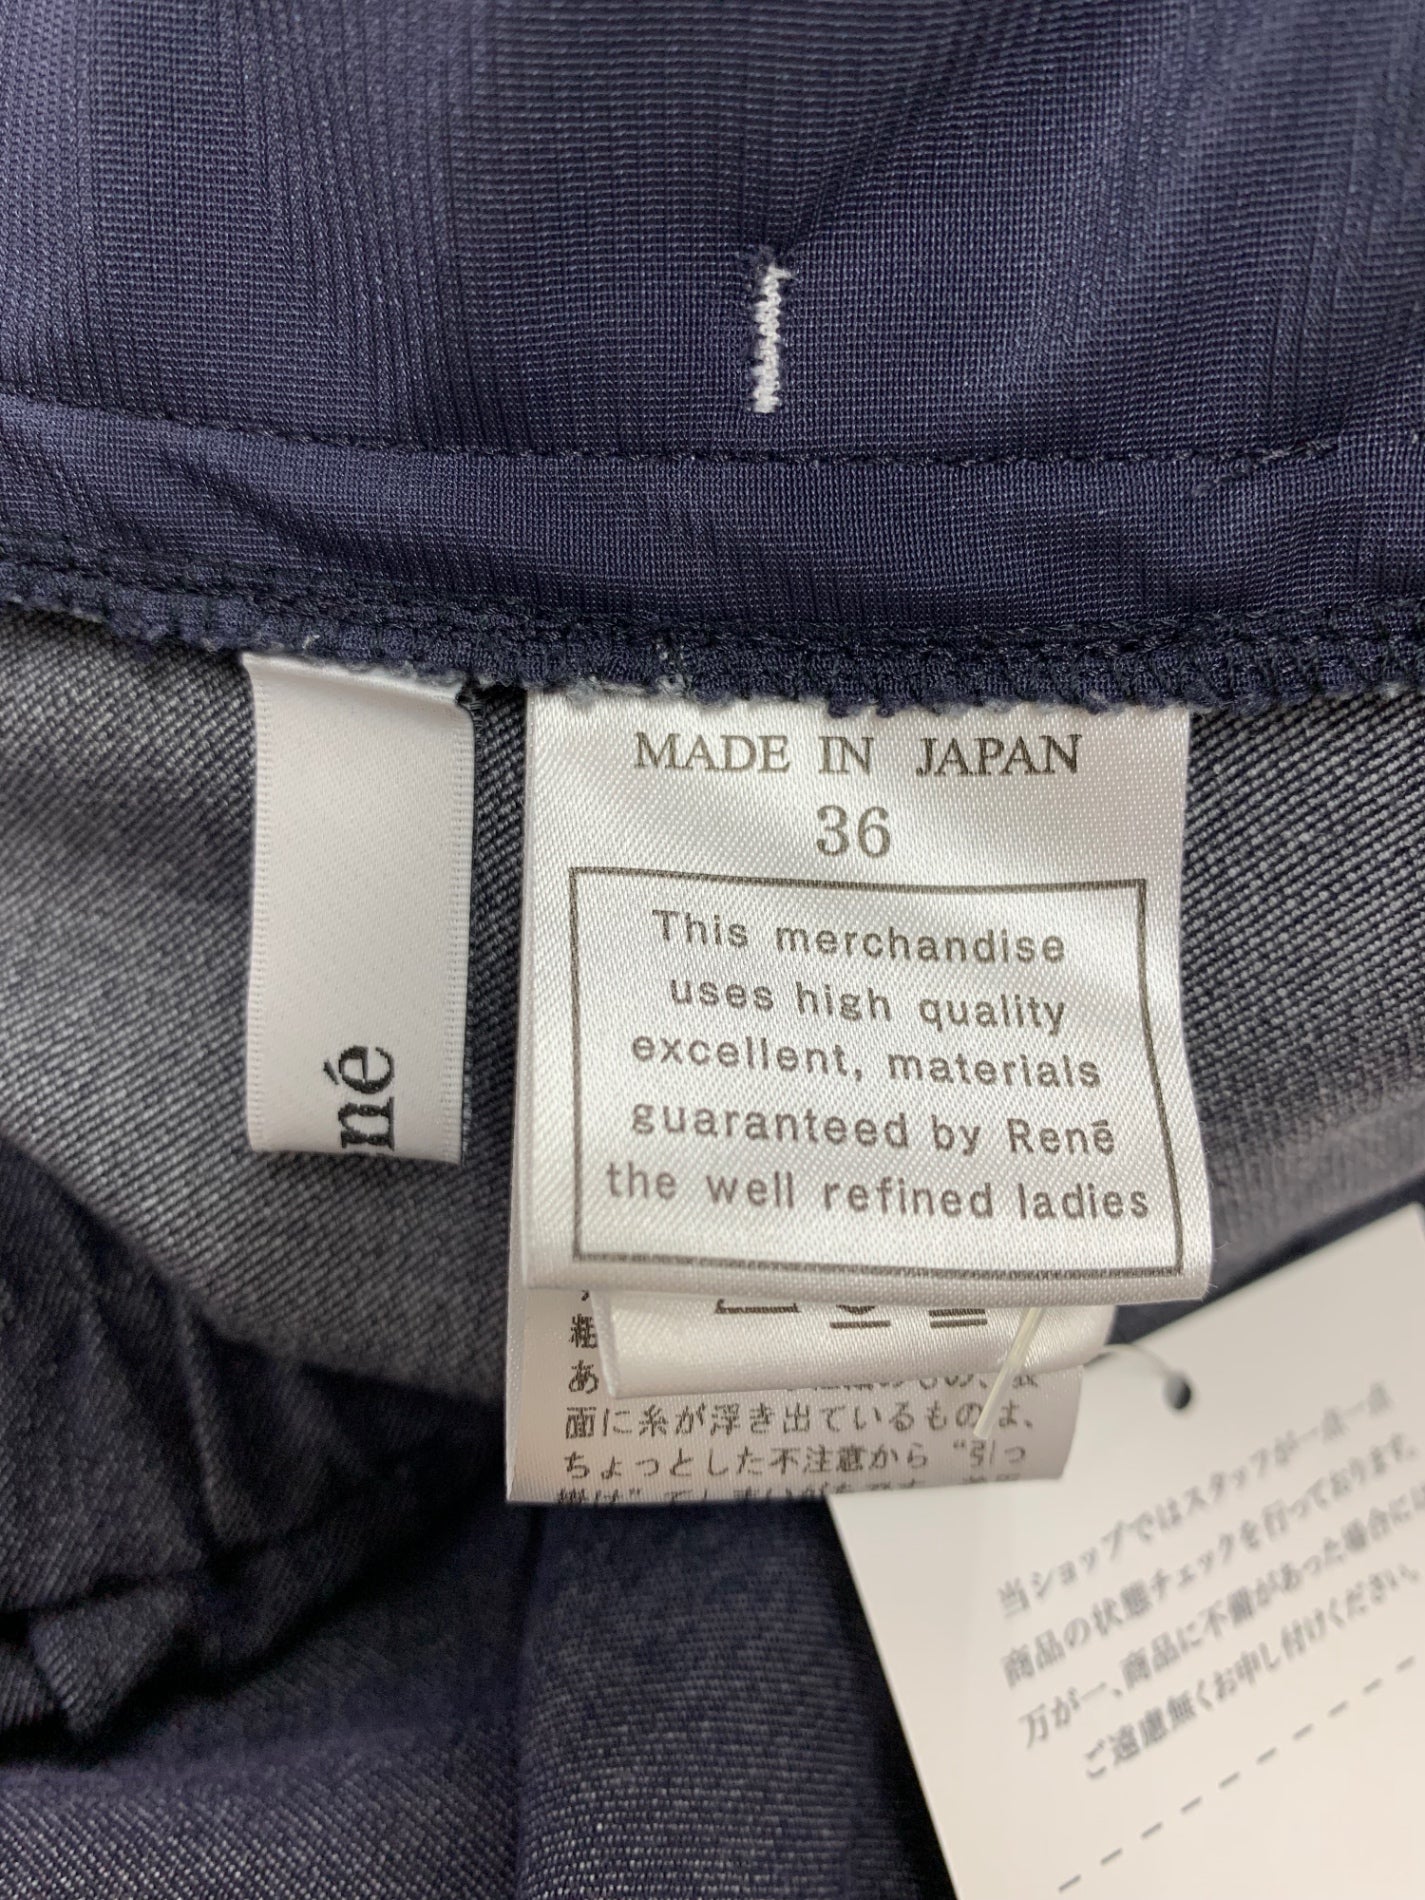 MADE IN JAPAN
36
This merchandise
uses high quality
excellent, materials
guaranteed by René
the well refined ladies
né
あ
面に糸が浮き出ているものは、
ちょっとした不注意から “引っ
当ショップではスタッフが一点一点
商品の状態チェックを行っております。
万が一、商品に不備があった場合に
ご遠慮無くお申し付けください。